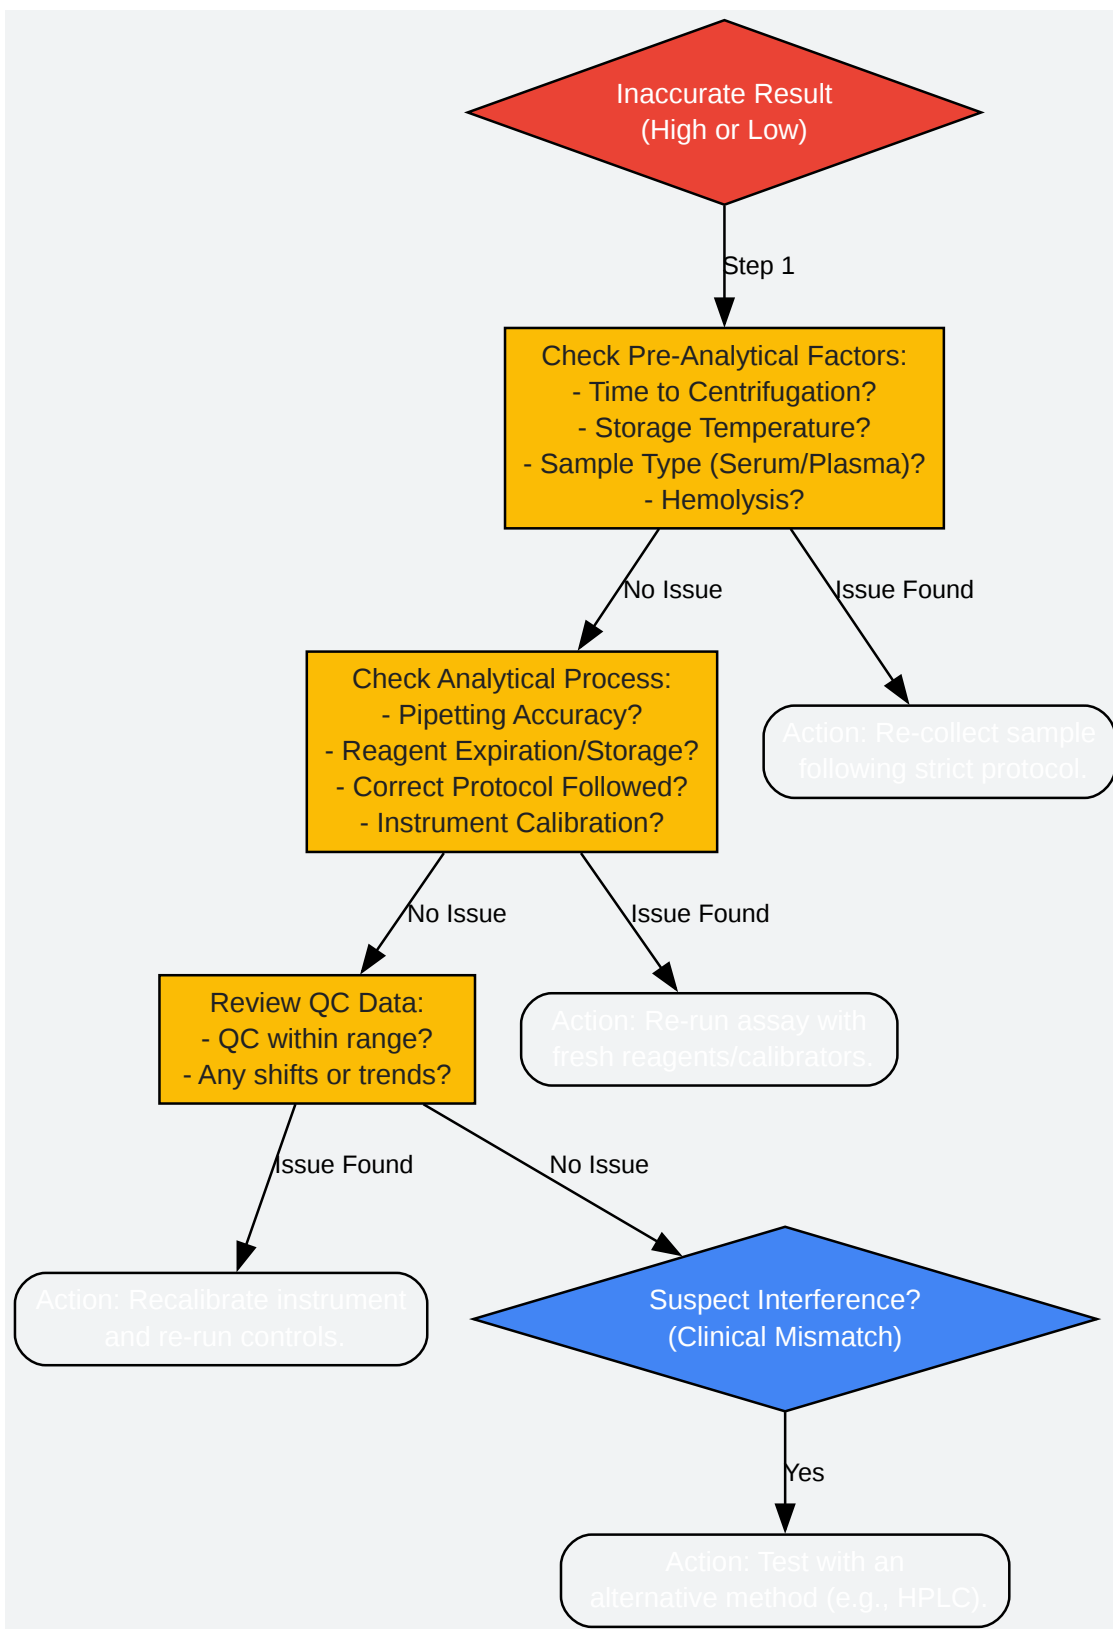 Inaccurate Result
(High or Low)
Step 1
Check Pre-Analytical Factors:
- Time to Centrifugation?
- Storage Temperature?
- Sample Type (Serum/Plasma)?
- Hemolysis?
No Issue
Issue Found
Check Analytical Process:
- Pipetting Accuracy?
- Reagent Expiration/Storage?
- Correct Protocol Followed?
- Instrument Calibration?
Action: Re-collect sample
following strict protocol.
No Issue
Issue Found
Review QC Data:
- QC within range?
- Any shifts or trends?
Action: Re-run assay with
fresh reagents/calibrators.
Issue Found
No Issue
Action: Recalibrate instrument
and re-run controls.
Suspect Interference?
(Clinical Mismatch)
Yes
Action: Test with an
alternative method (e.g., HPLC).